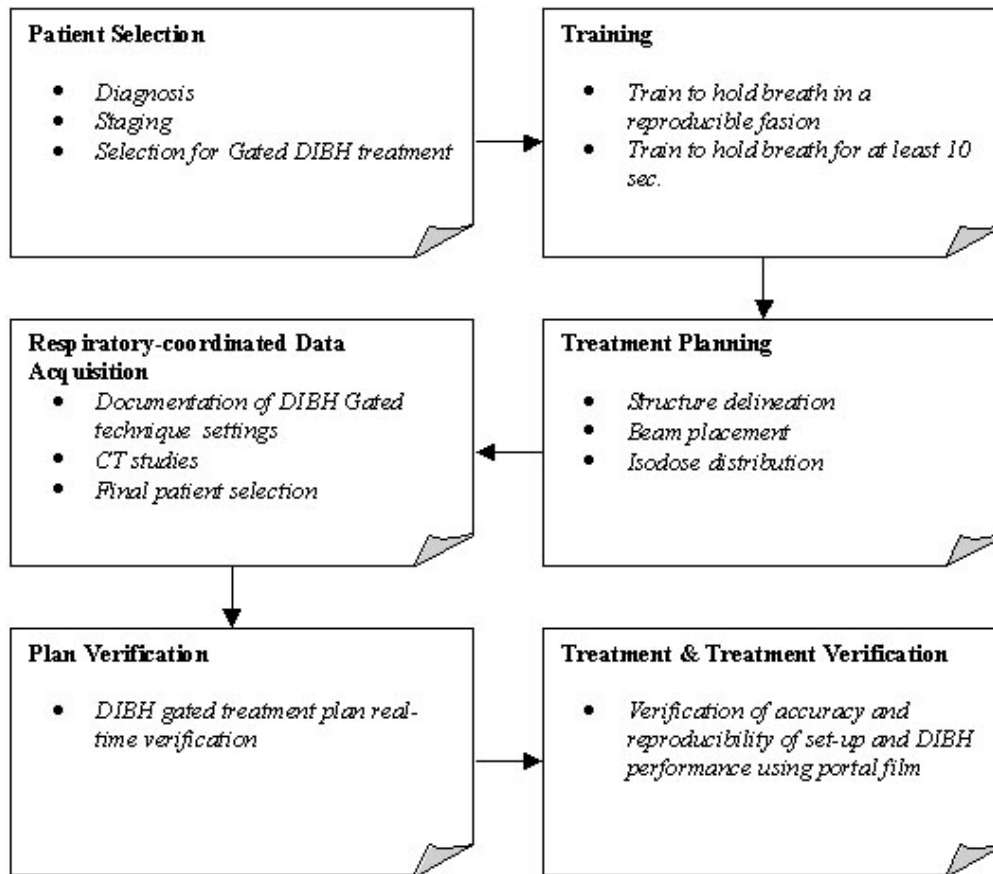 Patient Selection
• Diagnosis
• Staging
• Selection for Gated DIBH treatment
Training
• Train to hold breath in a
reproducible fasion
• Train to hold breath for at least 10
sec.
Respiratory-coordinated Data
Acquisition
• Documentation of DIBH Gated
technique settings
• CT studies
• Final patient selection
Treatment Planning
• Structure delineation
• Beam placement
• Isodose distribution
Plan Verification
• DIBH gated treatment plan real-
time verification
Treatment & Treatment Verification
• Verification of accuracy and
reproducibility of set-up and DIBH
performance using portal film